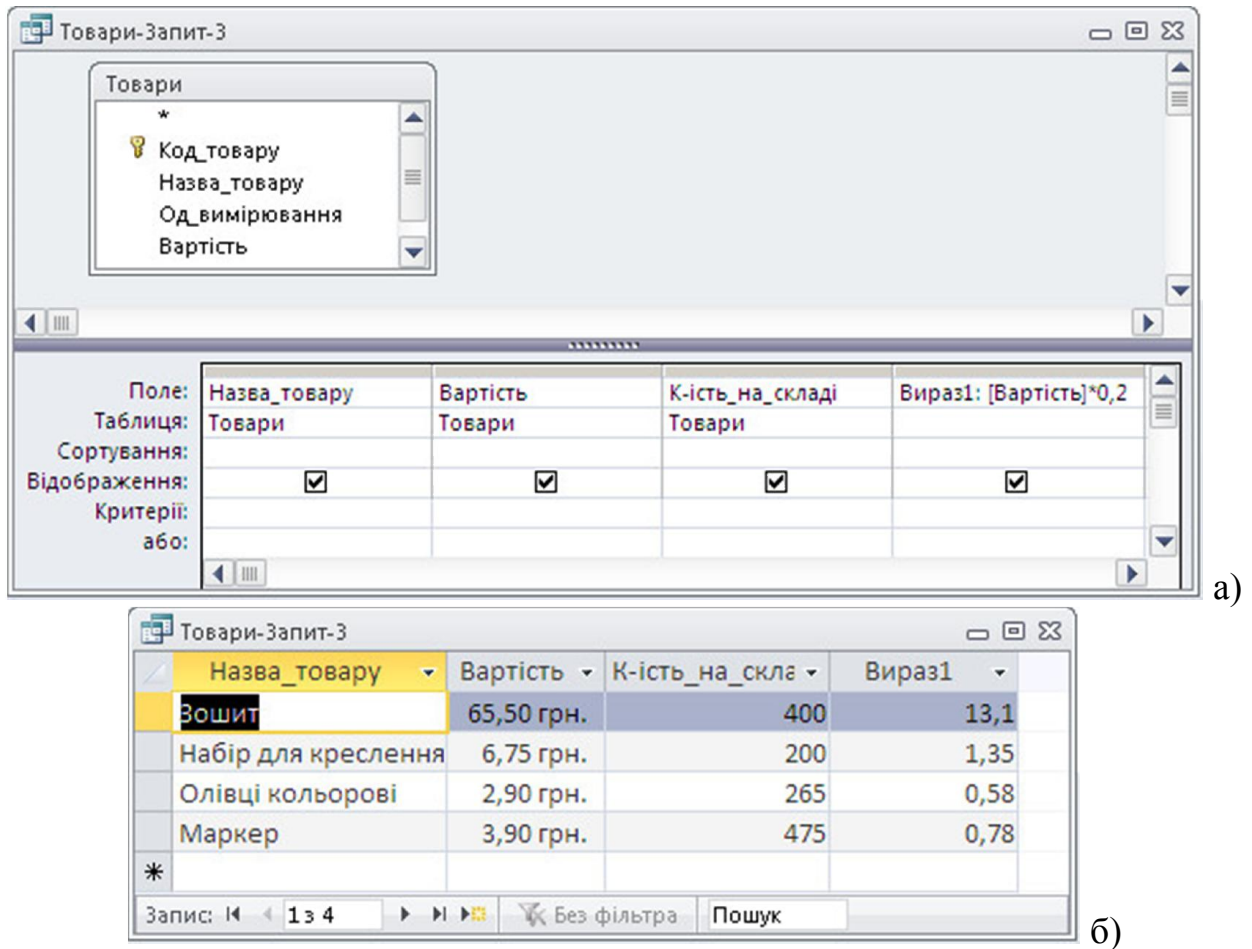 Товари-Запит-3
Товари
*
Код_товару
Назва_товару
Од_вимірювання
Вартість
Поле: Назва_товару Вартість К-ість_на_складі Вираз1: [Вартість]*0,2
Таблиця: Товари Товари Товари
Сортування:
Відображення:
Критерії:
або:
а)
Товари-Запит-3
Назва_товару Вартість К-ість_на_скла Вираз1
Зошит 65,50 грн. 400 13,1
Набір для креслення 6,75 грн. 200 1,35
Олівці кольорові 2,90 грн. 265 0,58
Маркер 3,90 грн. 475 0,78
*
Запис: 1 з 4 Без фільтра Пошук
б)